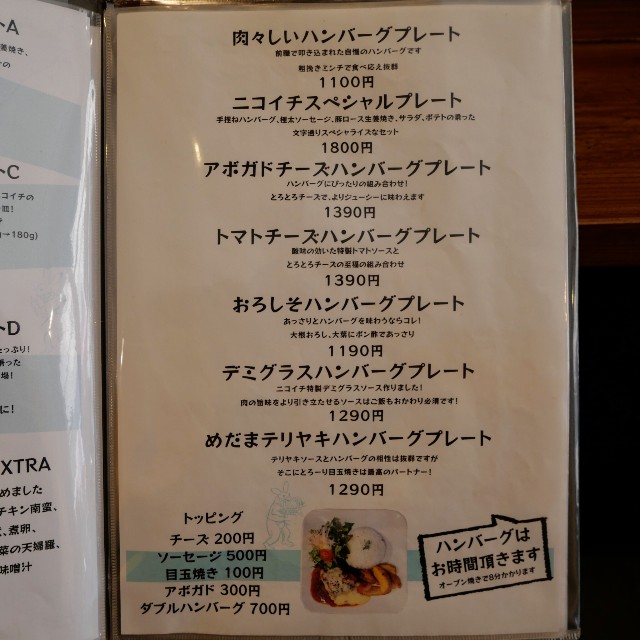 トA
姜焼き、
の
トC
コイチの
皿!
→180g)
トD
たっぷり!
場!
に!
EXTRA
めました
チキン南蛮、
煮卵、
菜の天婦羅、
味噌汁
肉々しいハンバーグプレート
前職で叩き込まれた自慢のハンバーグです
粗挽きミンチで食べ応え抜群
1100円
ニコイチスペシャルプレート
手捏ねハンバーグ、極太ソーセージ、豚ロース生姜焼き、サラダ、ポテトの乗った
文字通りスペシャライズなセット
1800円
アボガドチーズハンバーグプレート
ハンバーグにぴったりの組み合わせ!
とろとろチーズで、よりジューシーに味わえます
1390円
トマトチーズハンバーグプレート
酸味の効いた特製トマトソースと
とろとろチーズの至福の組み合わせ
1390円
おろしそハンバーグプレート
あっさりとハンバーグを味わうならコレ!
大根おろし、大葉にポン酢であっさり
1190円
デミグラスハンバーグプレート
ニコイチ特製デミグラスソース作りました!
肉の旨味をより引き立たせるソースはご飯もおかわり必須です!
1290円
めだまテリヤキハンバーグプレート
テリヤキソースとハンバーグの相性は抜群ですが
そこにとろーり目玉焼きは最高のパートナー!
1290円
トッピング
チーズ 200円
ソーセージ 500円
目玉焼き 100円
アボガド 300円
ダブルハンバーグ 700円
ハンバーグは
お時間頂きます
オーブン焼きで8分かかります